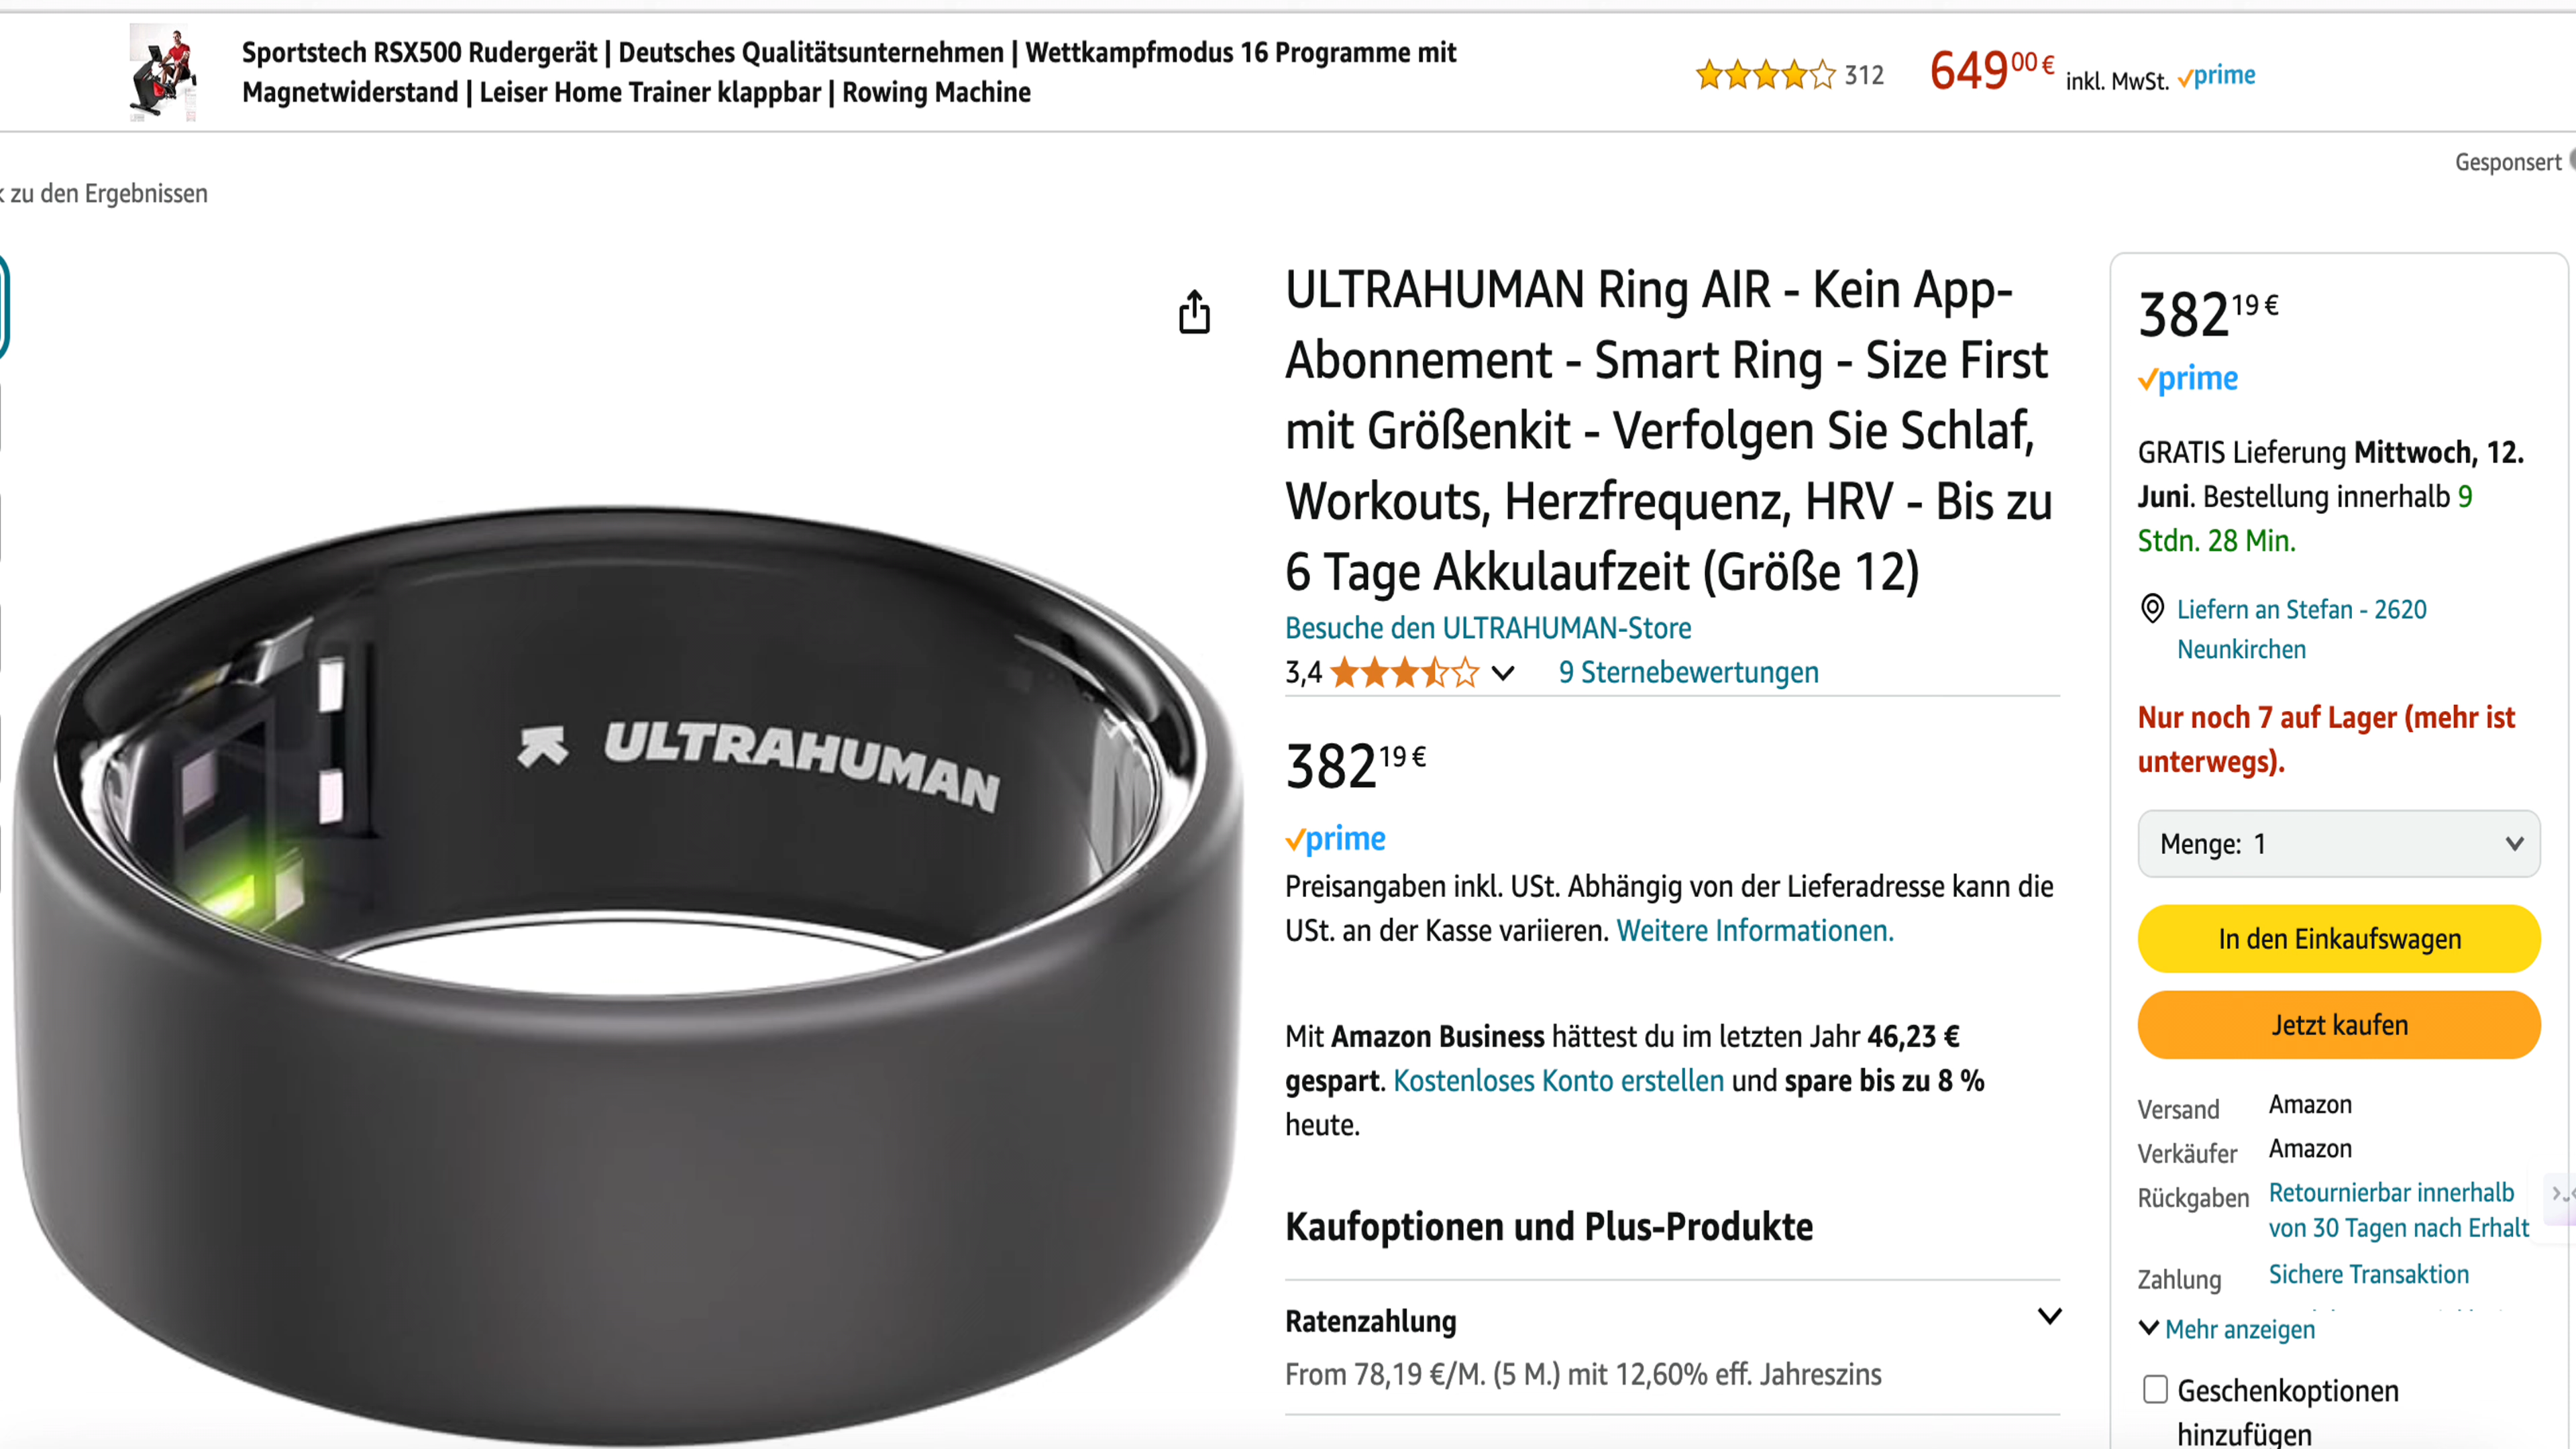 Sportstech RSX500 Rudergerät | Deutsches Qualitätsunternehmen | Wettkampfmodus 16 Programme mit
Magnetwiderstand | Leiser Home Trainer klappbar | Rowing Machine
312
64900 € inkl. MwSt. prime
Gesponsert
zu den Ergebnissen
ULTRAHUMAN
ULTRAHUMAN Ring AIR - Kein App-
Abonnement - Smart Ring - Size First
mit Größenkit - Verfolgen Sie Schlaf,
Workouts, Herzfrequenz, HRV - Bis zu
6 Tage Akkulaufzeit (Größe 12)
Besuche den ULTRAHUMAN-Store
3,4 9 Sternebewertungen
38219 €
prime
Preisangaben inkl. USt. Abhängig von der Lieferadresse kann die
USt. an der Kasse variieren. Weitere Informationen.
Mit Amazon Business hättest du im letzten Jahr 46,23 €
gespart. Kostenloses Konto erstellen und spare bis zu 8 %
heute.
Kaufoptionen und Plus-Produkte
Ratenzahlung
From 78,19 €/M. (5 M.) mit 12,60% eff. Jahreszins
38219 €
prime
GRATIS Lieferung Mittwoch, 12.
Juni. Bestellung innerhalb 9
Stdn. 28 Min.
Liefern an Stefan - 2620
Neunkirchen
Nur noch 7 auf Lager (mehr ist
unterwegs).
Menge: 1
In den Einkaufswagen
Jetzt kaufen
Versand Amazon
Verkäufer Amazon
Rückgaben Retournierbar innerhalb
von 30 Tagen nach Erhalt
Zahlung Sichere Transaktion
Mehr anzeigen
Geschenkoptionen
hinzufügen